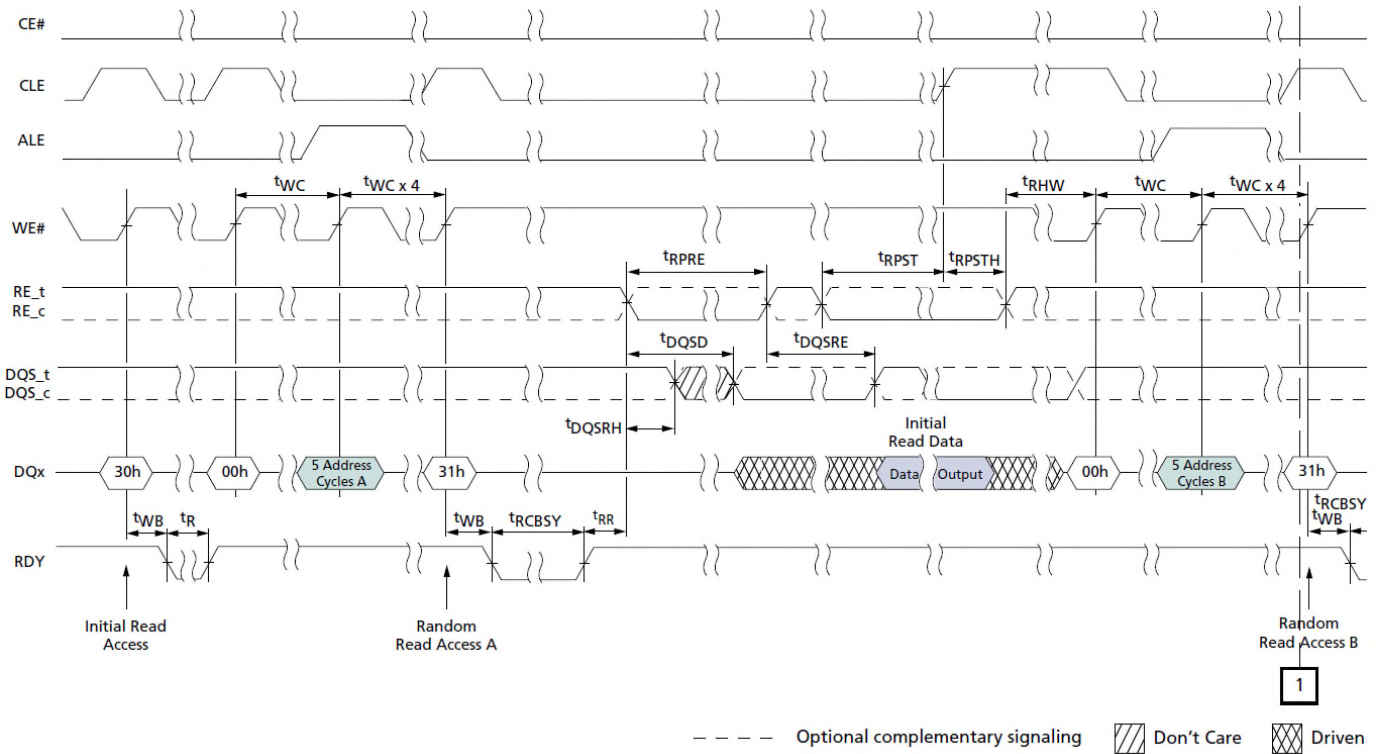 CE#
CLE
ALE
tWC tWC x 4 tRHW tWC tWC x 4
WE#
tRPRE tRPST tRPSTH
RE_t
RE_c
tDQSD tDQSRE
DQS_t
DQS_c
tDQSRH
Initial
Read Data
DQx 30h 00h 5 Address Cycles A 31h Data Output 00h 5 Address Cycles B 31h
tRCBSY
tWB tR tWB tRCBSY tRR tWB
RDY
Initial Read Access
Random Read Access A
Random Read Access B
1
Optional complementary signaling Don't Care Driven